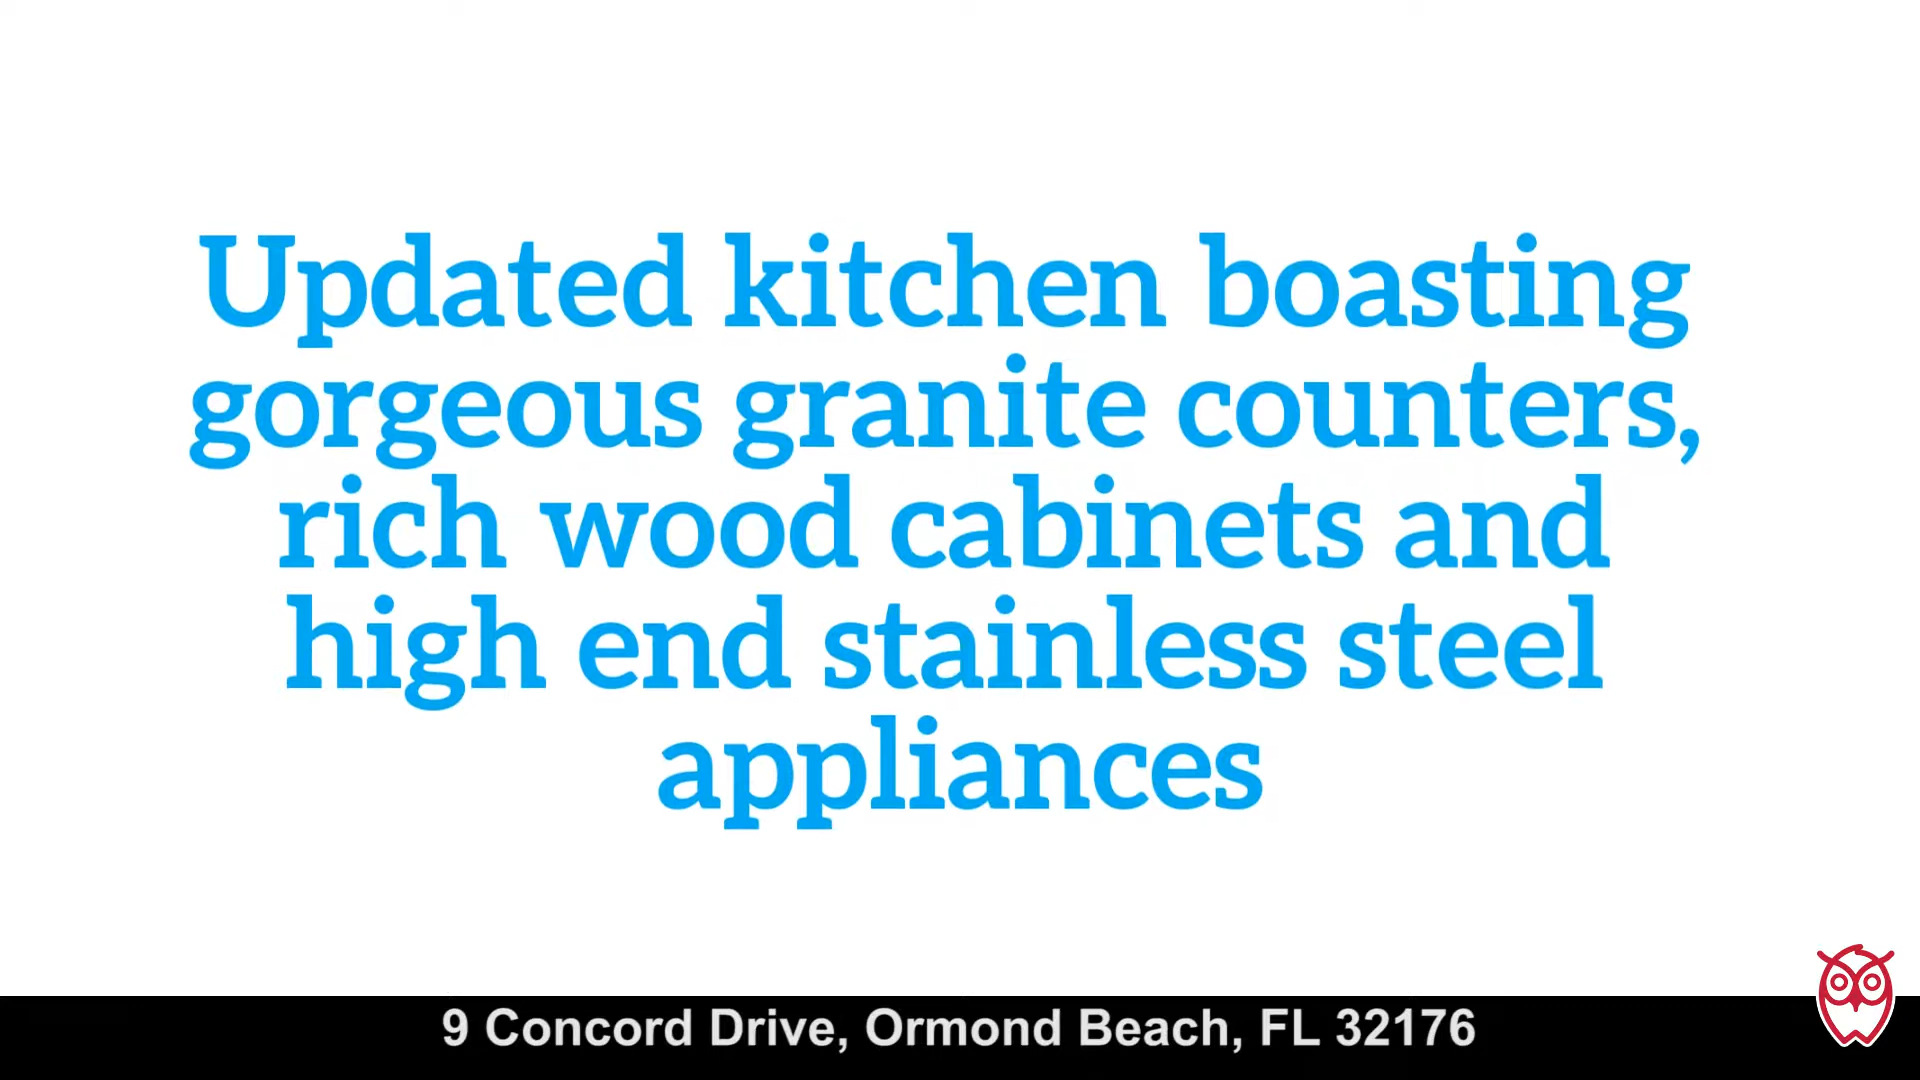 Updated kitchen boasting
gorgeous granite counters,
rich wood cabinets and
high end stainless steel
appliances
9 Concord Drive, Ormond Beach, FL 32176